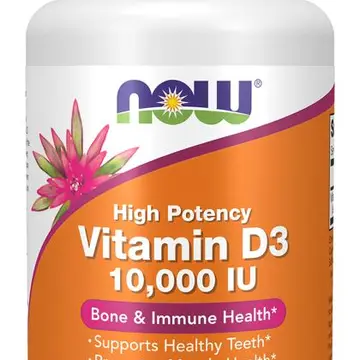 NOW®
High Potency
Vitamin D3
10,000 IU
Bone & Immune Health*
• Supports Healthy Teeth*